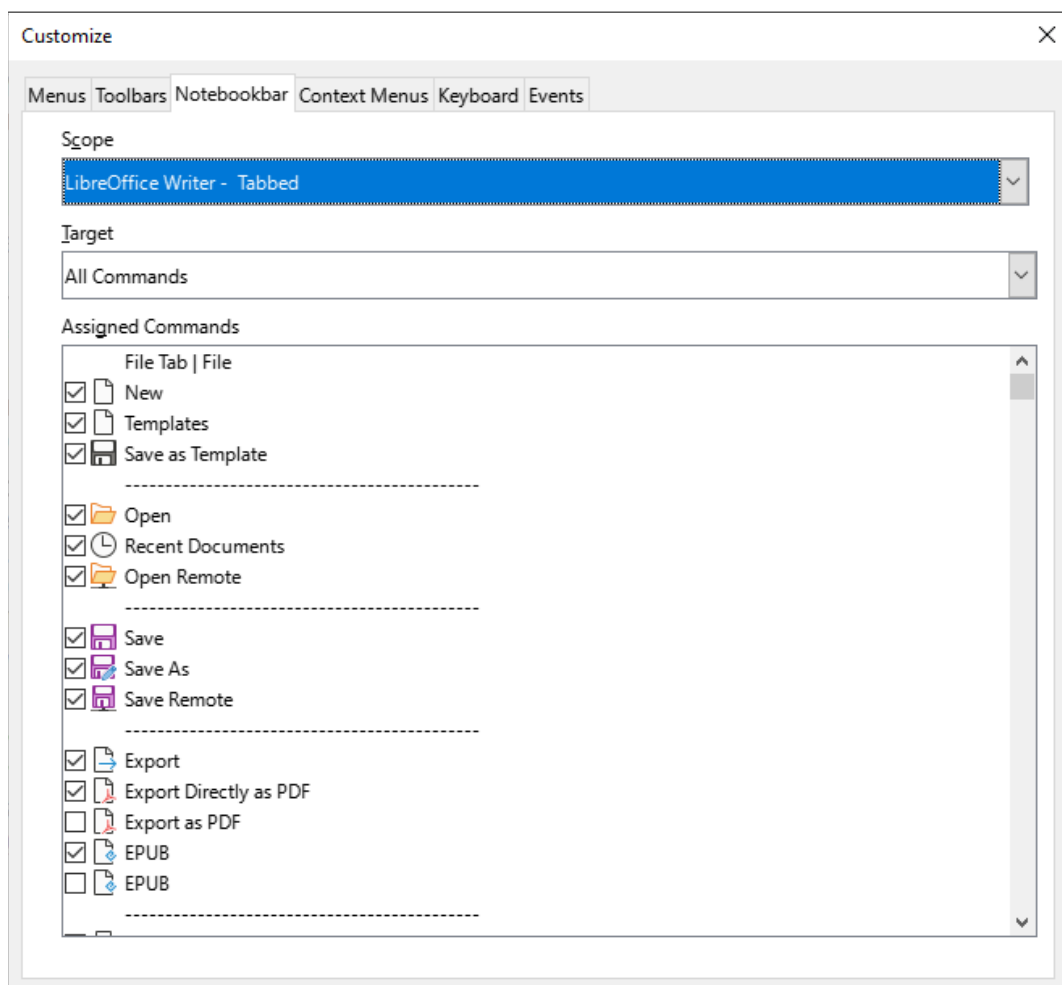 Customize
Menus Toolbars Notebookbar Context Menus Keyboard Events
Scope
LibreOffice Writer - Tabbed
Target
All Commands
Assigned Commands
File Tab | File
New
Templates
Save as Template
--------------------------------------------
Open
Recent Documents
Open Remote
--------------------------------------------
Save
Save As
Save Remote
--------------------------------------------
Export
Export Directly as PDF
Export as PDF
EPUB
EPUB
--------------------------------------------